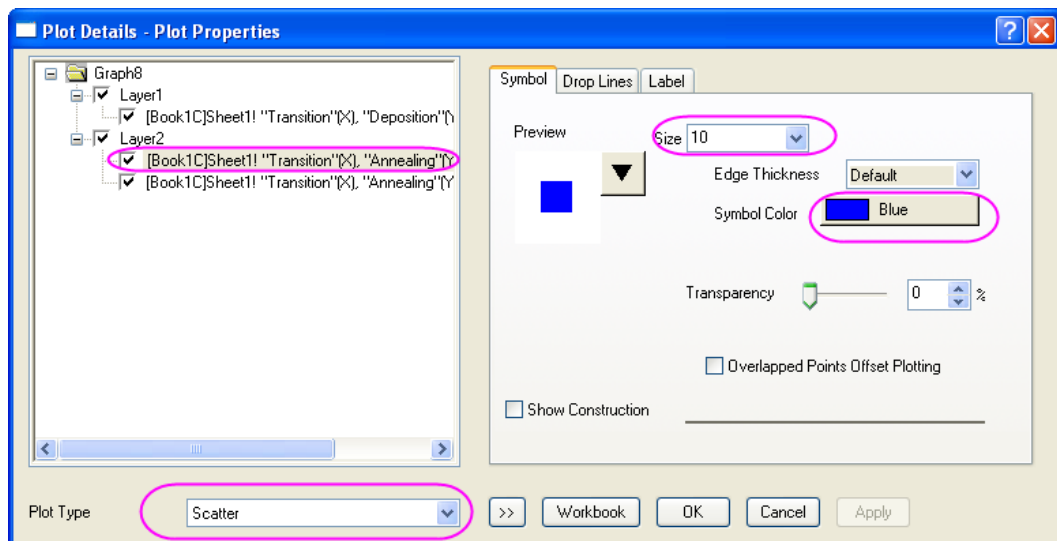 Plot Details - Plot Properties
Graph8
Layer1
[Book1C]Sheet1! "Transition"(X), "Deposition"(Y
Layer2
[Book1C]Sheet1! "Transition"(X), "Annealing"(Y
[Book1C]Sheet1! "Transition"(X), "Annealing"(Y
Symbol Drop Lines Label
Preview
Size 10
Edge Thickness Default
Symbol Color Blue
Transparency 0 %
Overlapped Points Offset Plotting
Show Construction
Plot Type Scatter >> Workbook OK Cancel Apply